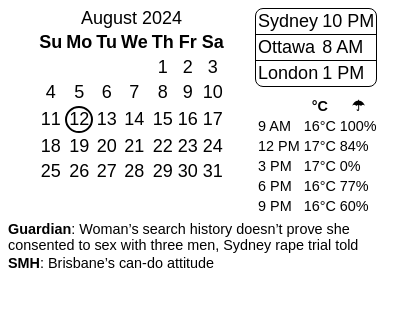 August 2024
Su Mo Tu We Th Fr Sa
1 2 3
4 5 6 7 8 9 10
11 12 13 14 15 16 17
18 19 20 21 22 23 24
25 26 27 28 29 30 31
Sydney 10 PM
Ottawa 8 AM
London 1 PM
°C ☂
9 AM 16°C 100%
12 PM 17°C 84%
3 PM 17°C 0%
6 PM 16°C 77%
9 PM 16°C 60%
Guardian: Woman’s search history doesn’t prove she
consented to sex with three men, Sydney rape trial told
SMH: Brisbane’s can-do attitude